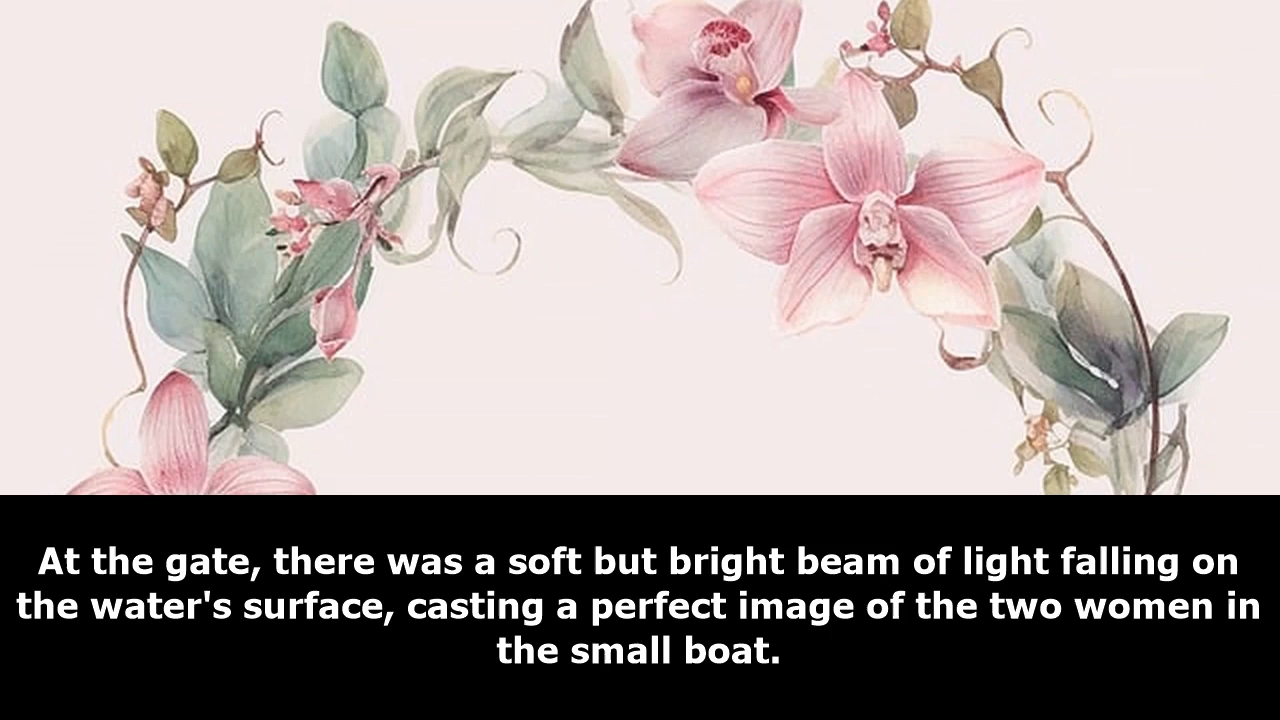 At the gate, there was a soft but bright beam of light falling on
the water's surface, casting a perfect image of the two women in
the small boat.